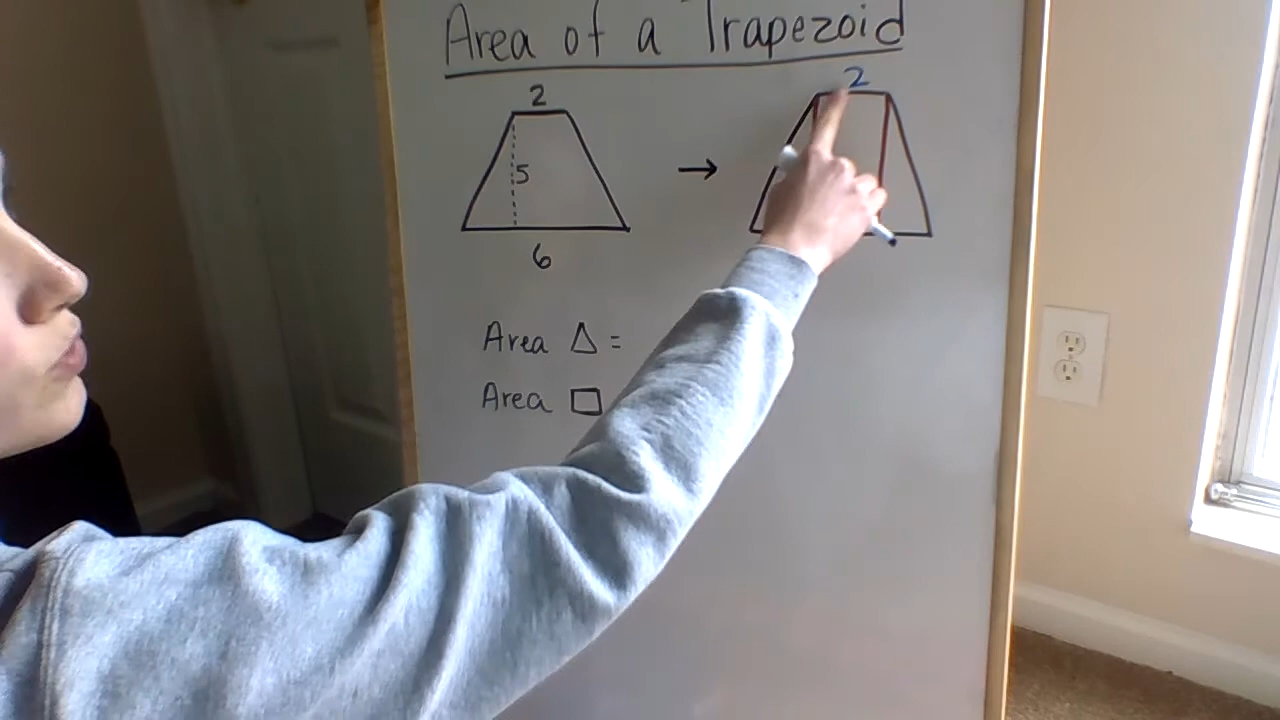 Area of a Trapezoid
2
5
6
→
2
Area △ =
Area □